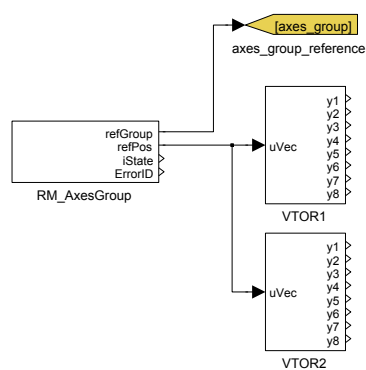 [axes_group]
axes_group_reference
refGroup
refPos
iState
ErrorID
RM_AxesGroup
uVec
y1
y2
y3
y4
y5
y6
y7
y8
VTOR1
uVec
y1
y2
y3
y4
y5
y6
y7
y8
VTOR2